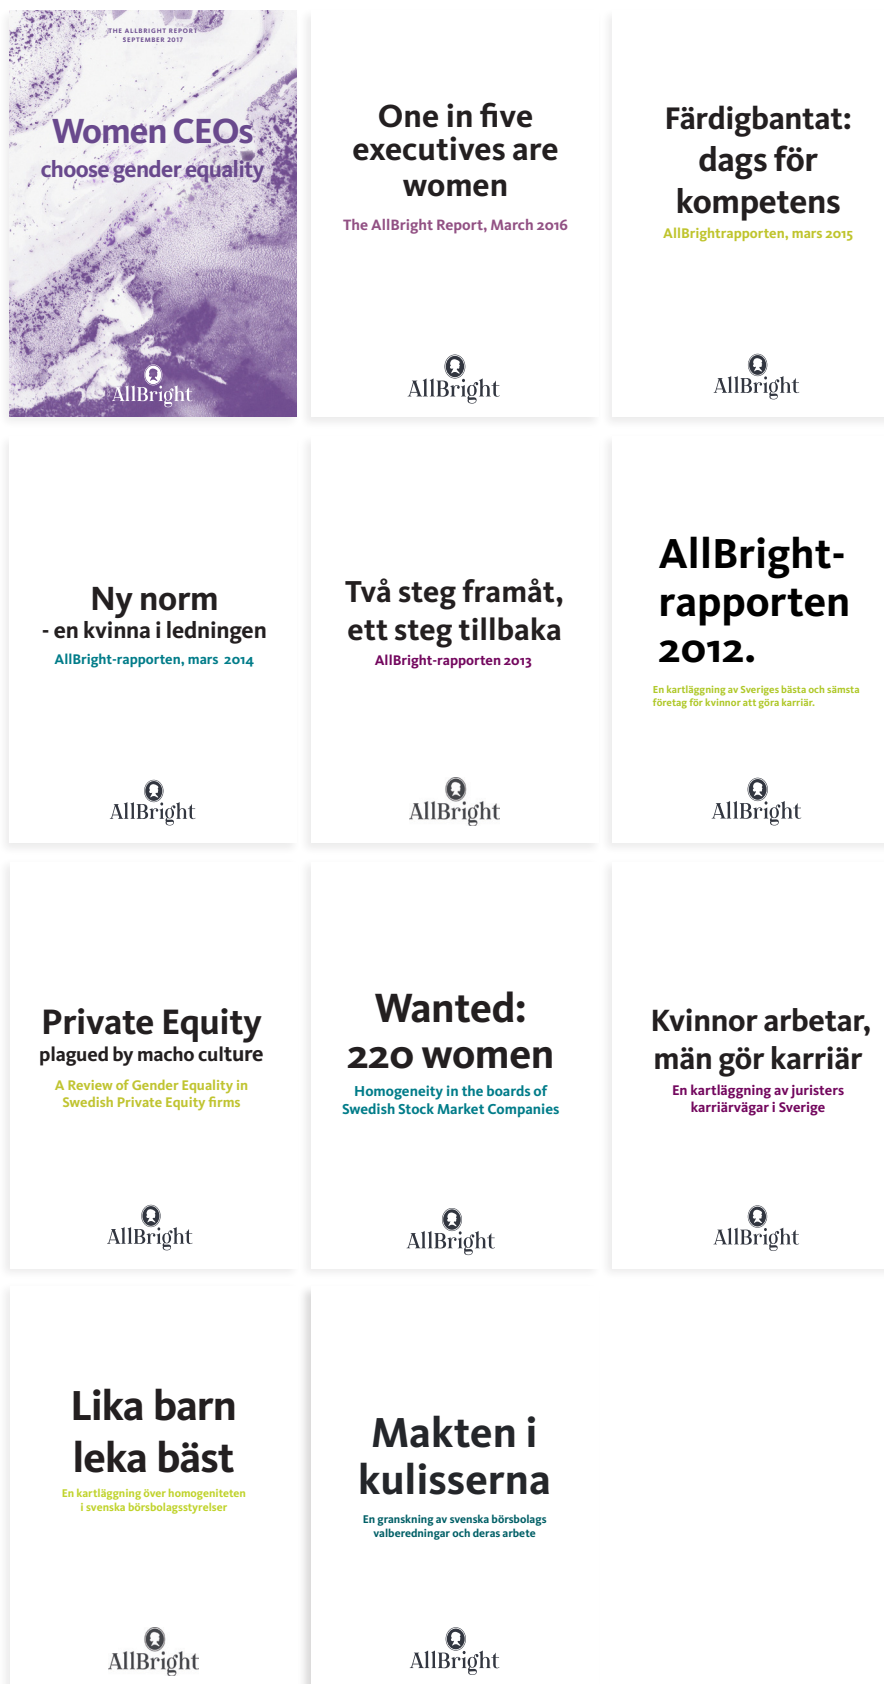 THE ALLBRIGHT REPORT
SEPTEMBER 2017
Women CEOs
choose gender equality
AllBright
One in five
executives are
women
The AllBright Report, March 2016
AllBright
Färdigbantat:
dags för
kompetens
AllBrightrapporten, mars 2015
AllBright
Ny norm
- en kvinna i ledningen
AllBright-rapporten, mars 2014
AllBright
Två steg framåt,
ett steg tillbaka
AllBright-rapporten 2013
AllBright
AllBright-
rapporten
2012.
En kartläggning av Sveriges bästa och sämsta
företag för kvinnor att göra karriär.
AllBright
Private Equity
plagued by macho culture
A Review of Gender Equality in
Swedish Private Equity firms
AllBright
Wanted:
220 women
Homogeneity in the boards of
Swedish Stock Market Companies
AllBright
Kvinnor arbetar,
män gör karriär
En kartläggning av juristers
karriärvägar i Sverige
AllBright
Lika barn
leka bäst
En kartläggning över homogeniteten
i svenska börsbolagsstyrelser
AllBright
Makten i
kulisserna
En granskning av svenska börsbolags
valberedningar och deras arbete
AllBright